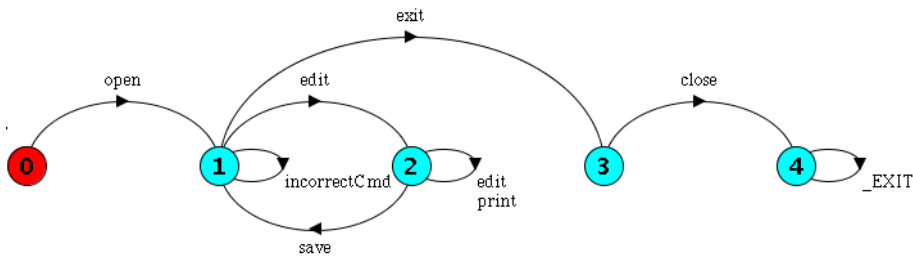 exit
open
edit
close
0
1
incorrectCmd
2
edit
print
3
4
_EXIT
save